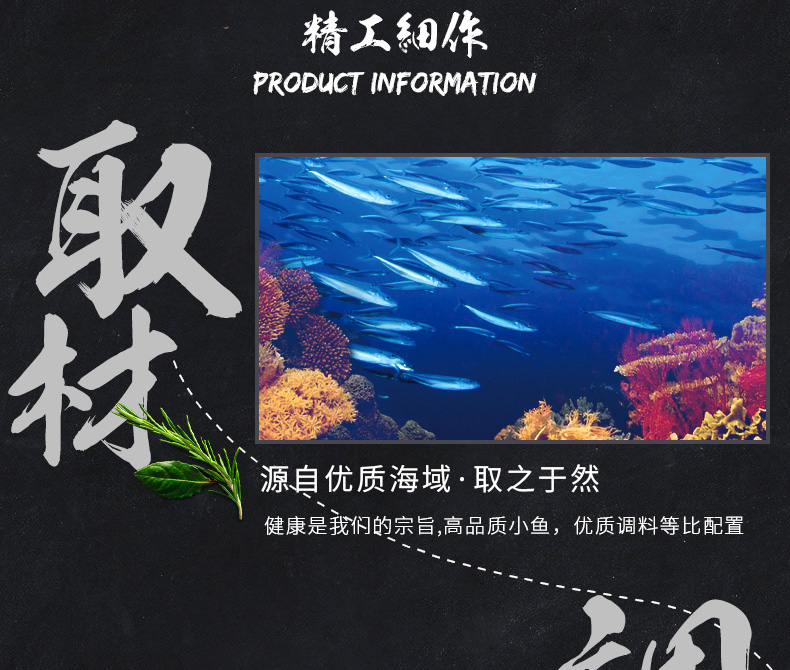 精工細作
PRODUCT INFORMATION
取
材
源自优质海域·取之于然
健康是我们的宗旨,高品质小鱼，优质调料等比配置